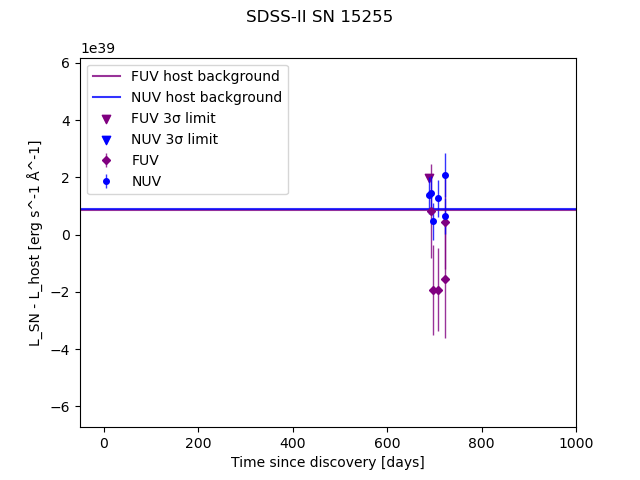 SDSS-II SN 15255
1e39
FUV host background
NUV host background
FUV 3σ limit
NUV 3σ limit
FUV
NUV
6
4
2
0
−2
−4
−6
L_SN - L_host [erg s^-1 Å^-1]
0 200 400 600 800 1000
Time since discovery [days]